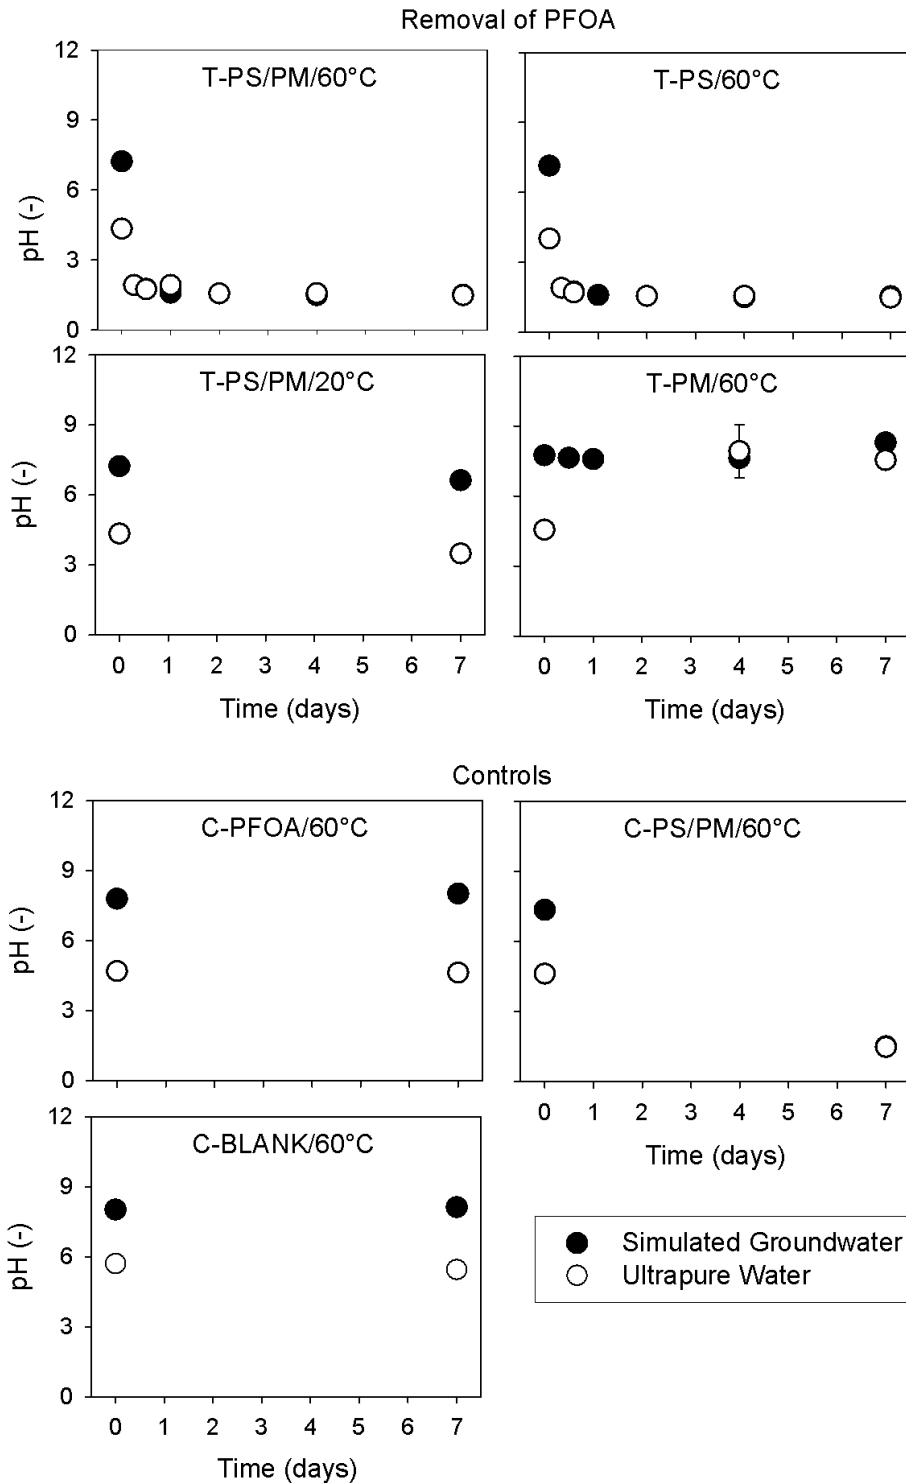 Removal of PFOA
T-PS/PM/60°C
T-PS/60°C
12
9
6
3
0
pH (-)
T-PS/PM/20°C
T-PM/60°C
12
9
6
3
0
pH (-)
0 1 2 3 4 5 6 7
0 1 2 3 4 5 6 7
Time (days)
Time (days)
Controls
C-PFOA/60°C
C-PS/PM/60°C
12
9
6
3
0
pH (-)
0 1 2 3 4 5 6 7
Time (days)
C-BLANK/60°C
12
9
6
3
0
pH (-)
0 1 2 3 4 5 6 7
Time (days)
Simulated Groundwater
Ultrapure Water